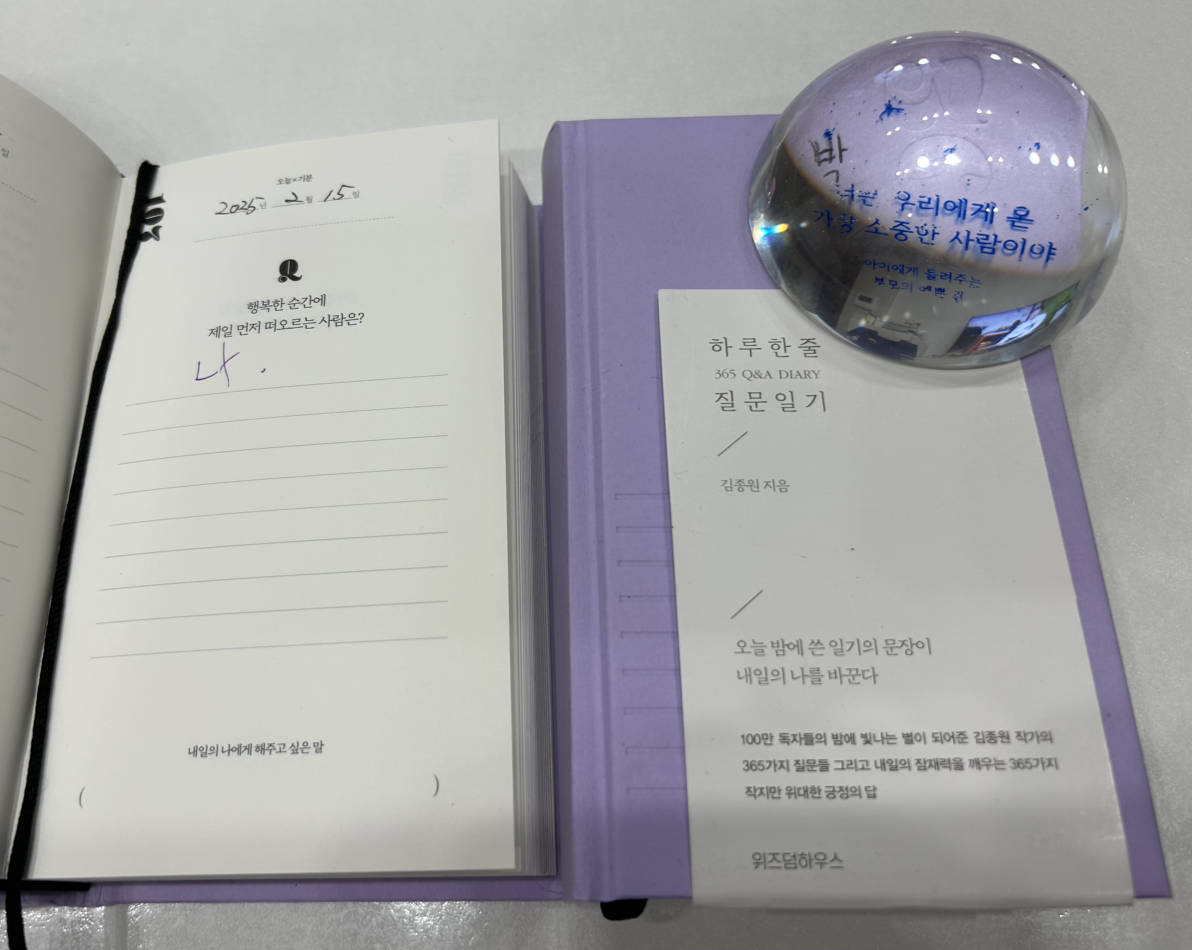 일
오늘×기분
2025년 2월 15일
Q
행복한 순간에
제일 먼저 떠오르는 사람은?
나.
내일의 나에게 해주고 싶은 말
( )
너란 우리에게 온
가장 소중한 사람이야
아이에게 들려주는
부모의 예쁜 말
하루 한 줄
365 Q&A DIARY
질문 일기
김종원 지음
오늘 밤에 쓴 일기의 문장이
내일의 나를 바꾼다
100만 독자들의 밤에 빛나는 별이 되어준 김종원 작가의
365가지 질문들 그리고 내일의 잠재력을 깨우는 365가지
작지만 위대한 긍정의 답
위즈덤하우스